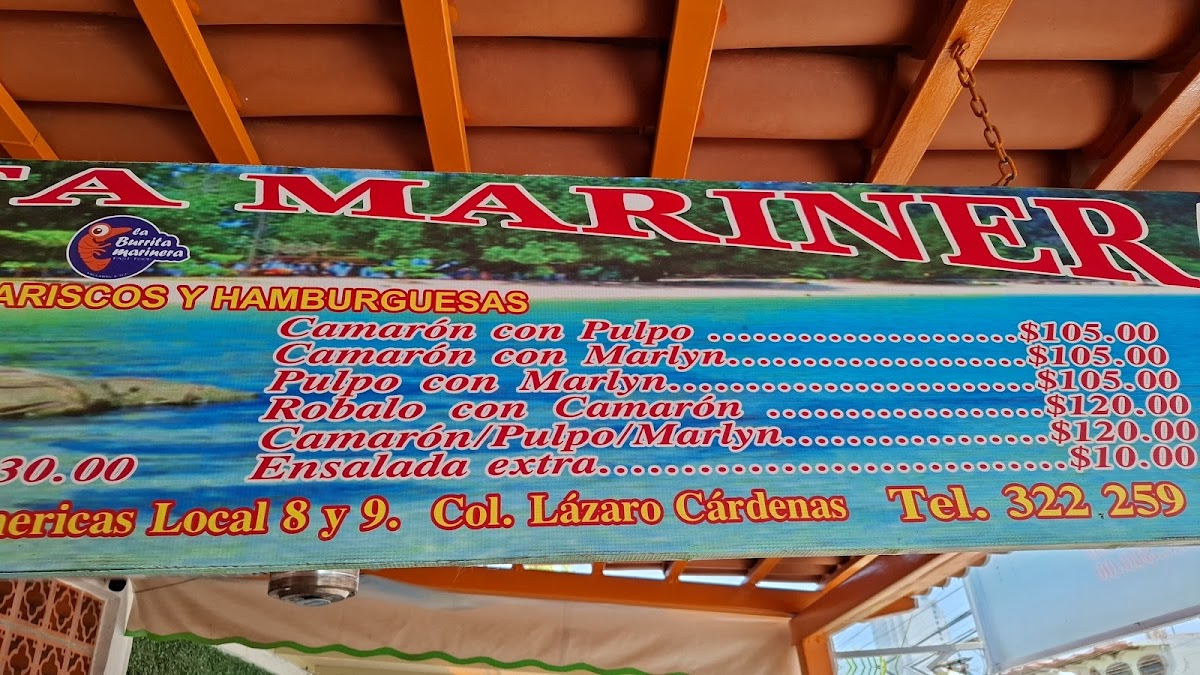 TA MARINER
la Burrita marinera
ARISCOS Y HAMBURGUESAS
Camarón con Pulpo ........................$105.00
Camarón con Marlyn.......................$105.00
Pulpo con Marlyn............................$105.00
Robalo con Camarón .....................$120.00
Camarón/Pulpo/Marlyn....................$120.00
30.00 Ensalada extra...................................$10.00
mericas Local 8 y 9. Col. Lázaro Cárdenas Tel. 322 259